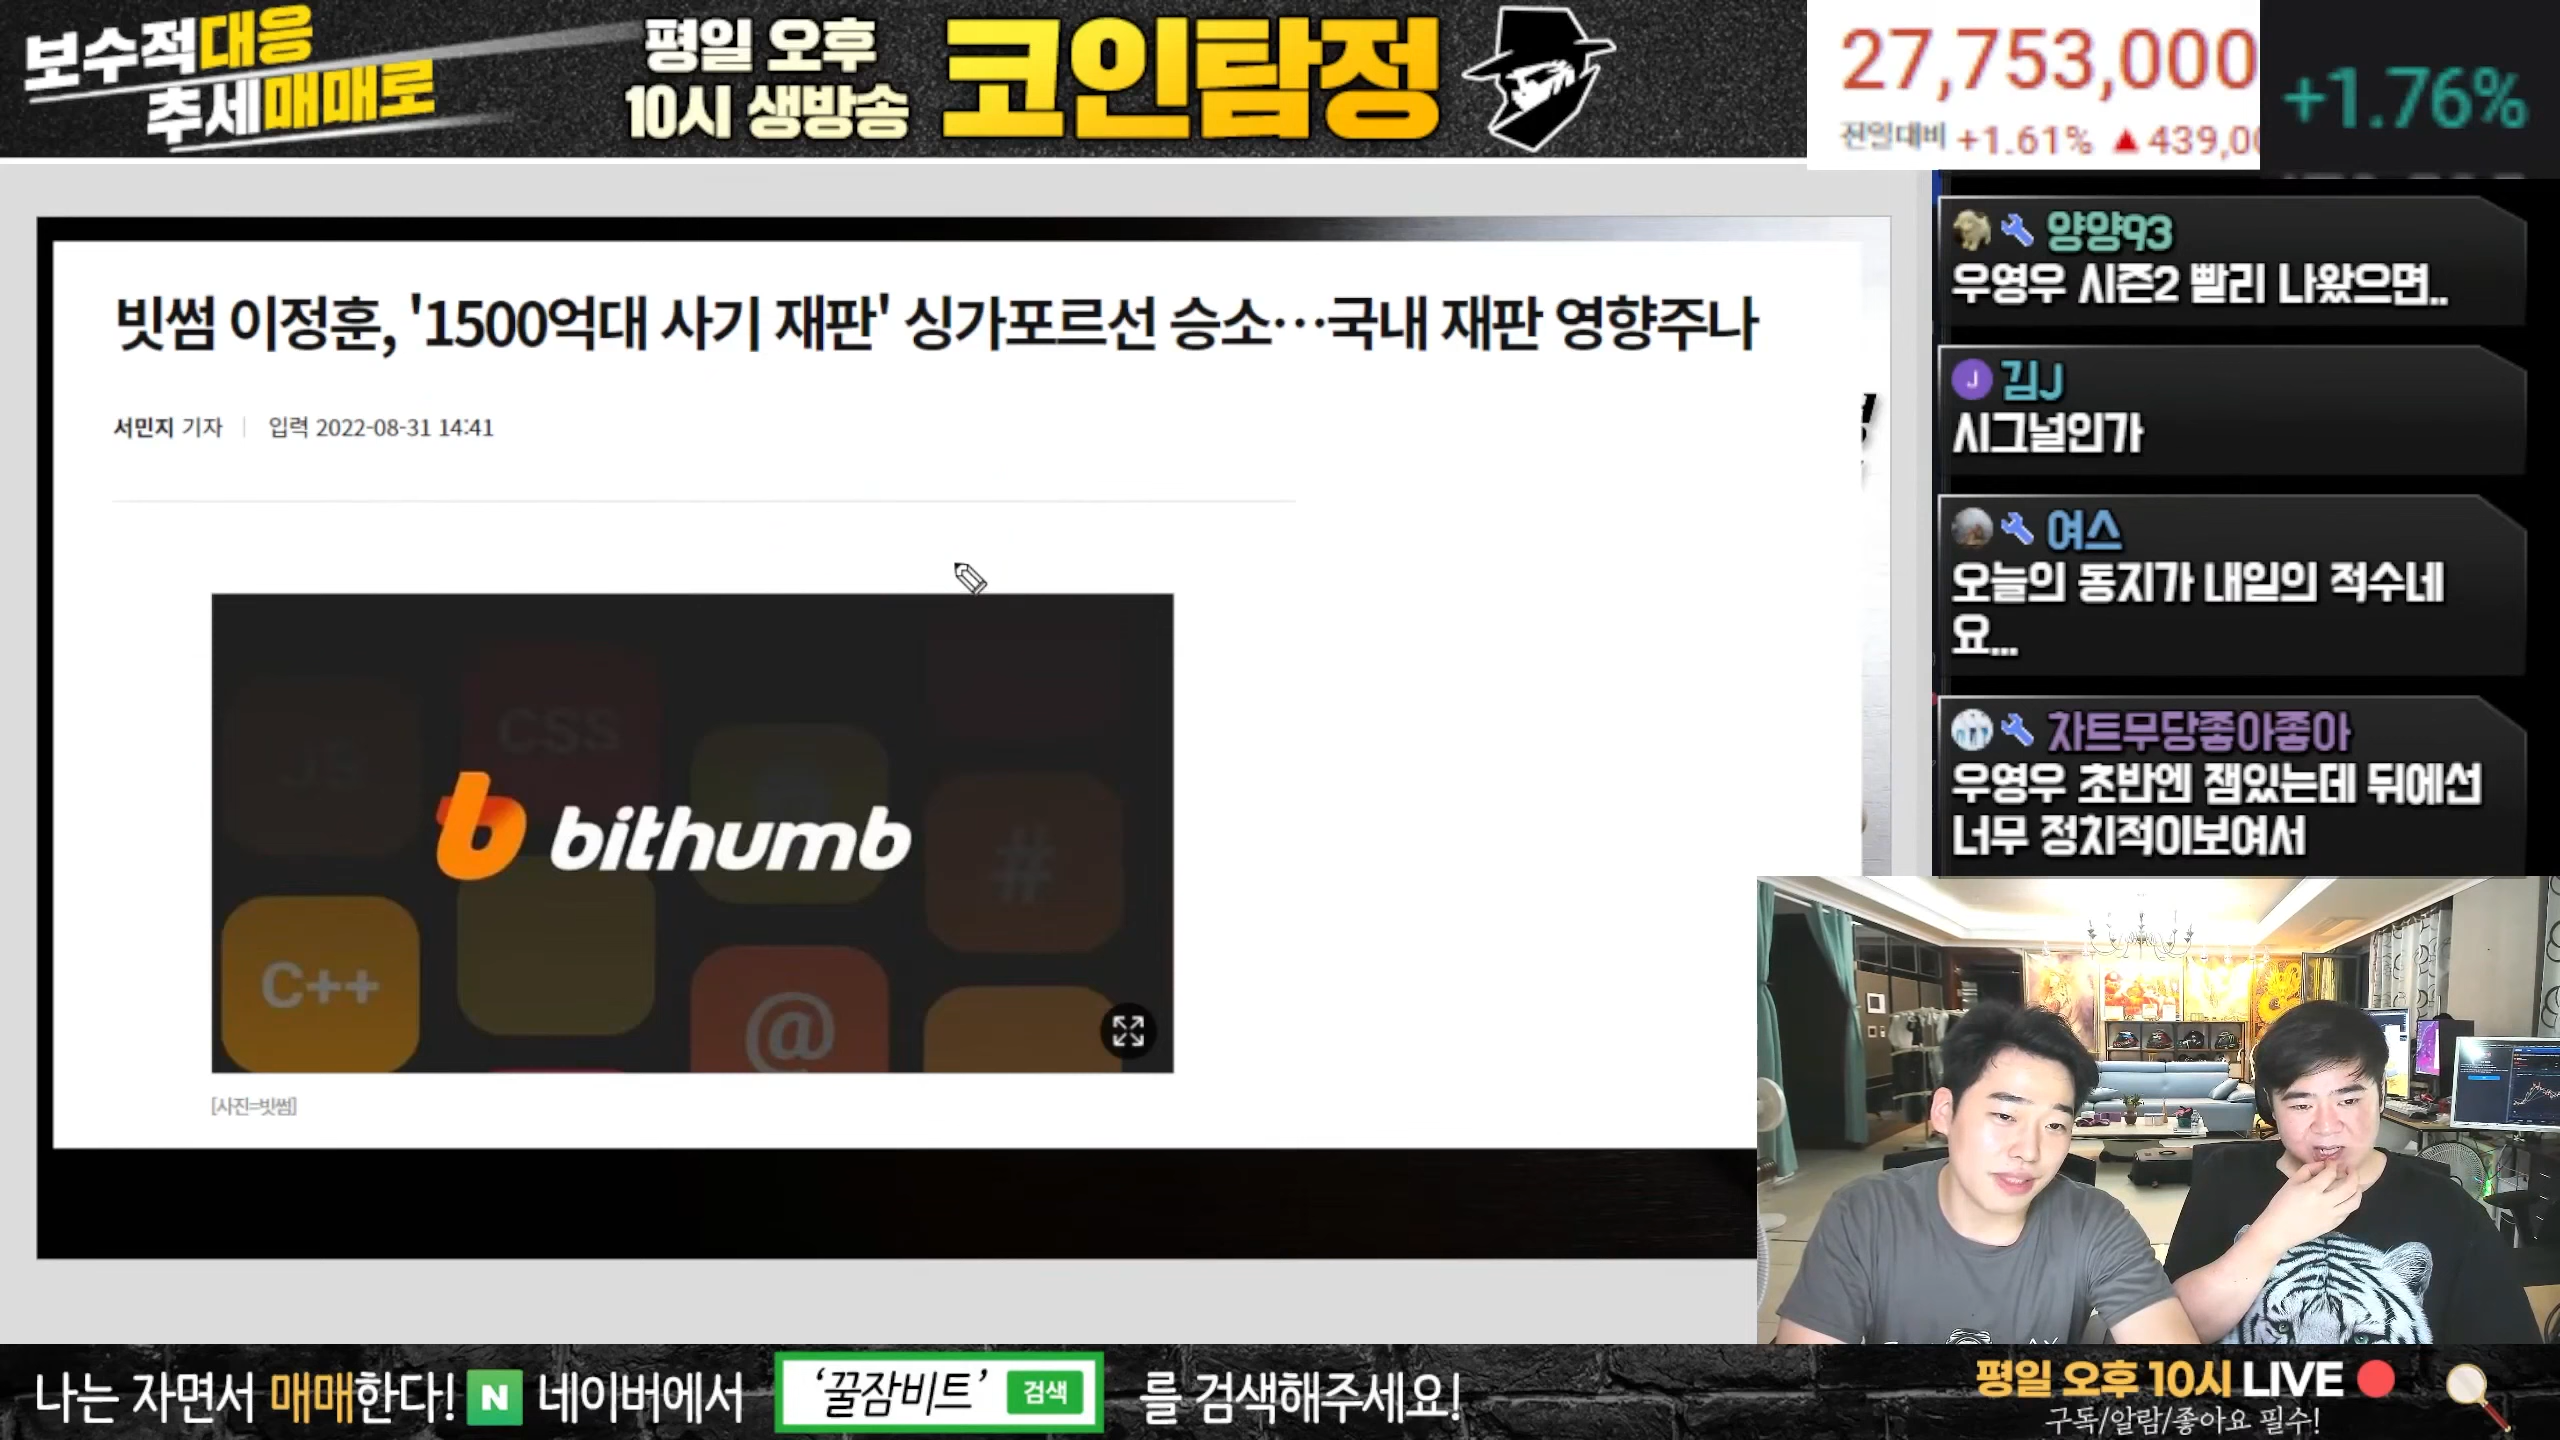 보수적대응
추세매매로
평일 오후
10시 생방송
코인탐정
27,753,000
전일대비 +1.61% ▲ 439,00
+1.76%
빗썸 이정훈, '1500억대 사기 재판' 싱가포르선 승소…국내 재판 영향주나
서민지 기자 | 입력 2022-08-31 14:41
JS
CSS
bithumb
#
C++
@
[사진=빗썸]
양양93
우영우 시즌2 빨리 나왔으면..
J 김J
시그널인가
여스
오늘의 동지가 내일의 적수네
요...
차트무당좋아좋아
우영우 초반엔 잼있는데 뒤에선
너무 정치적이보여서
나는 자면서 매매한다! N 네이버에서 '꿀잠비트' 검색 를 검색해주세요!
평일 오후 10시 LIVE
구독/알람/좋아요 필수!